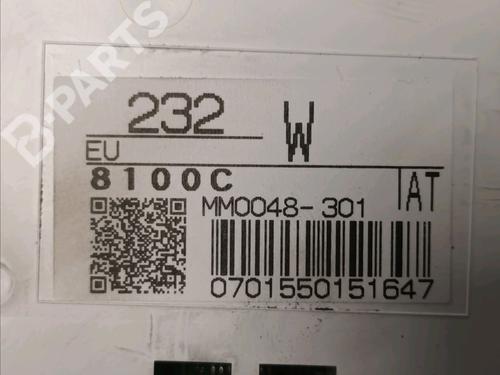 B-PARTS
232 W
EU
8100C
MM0048-301 AT
0701550151647